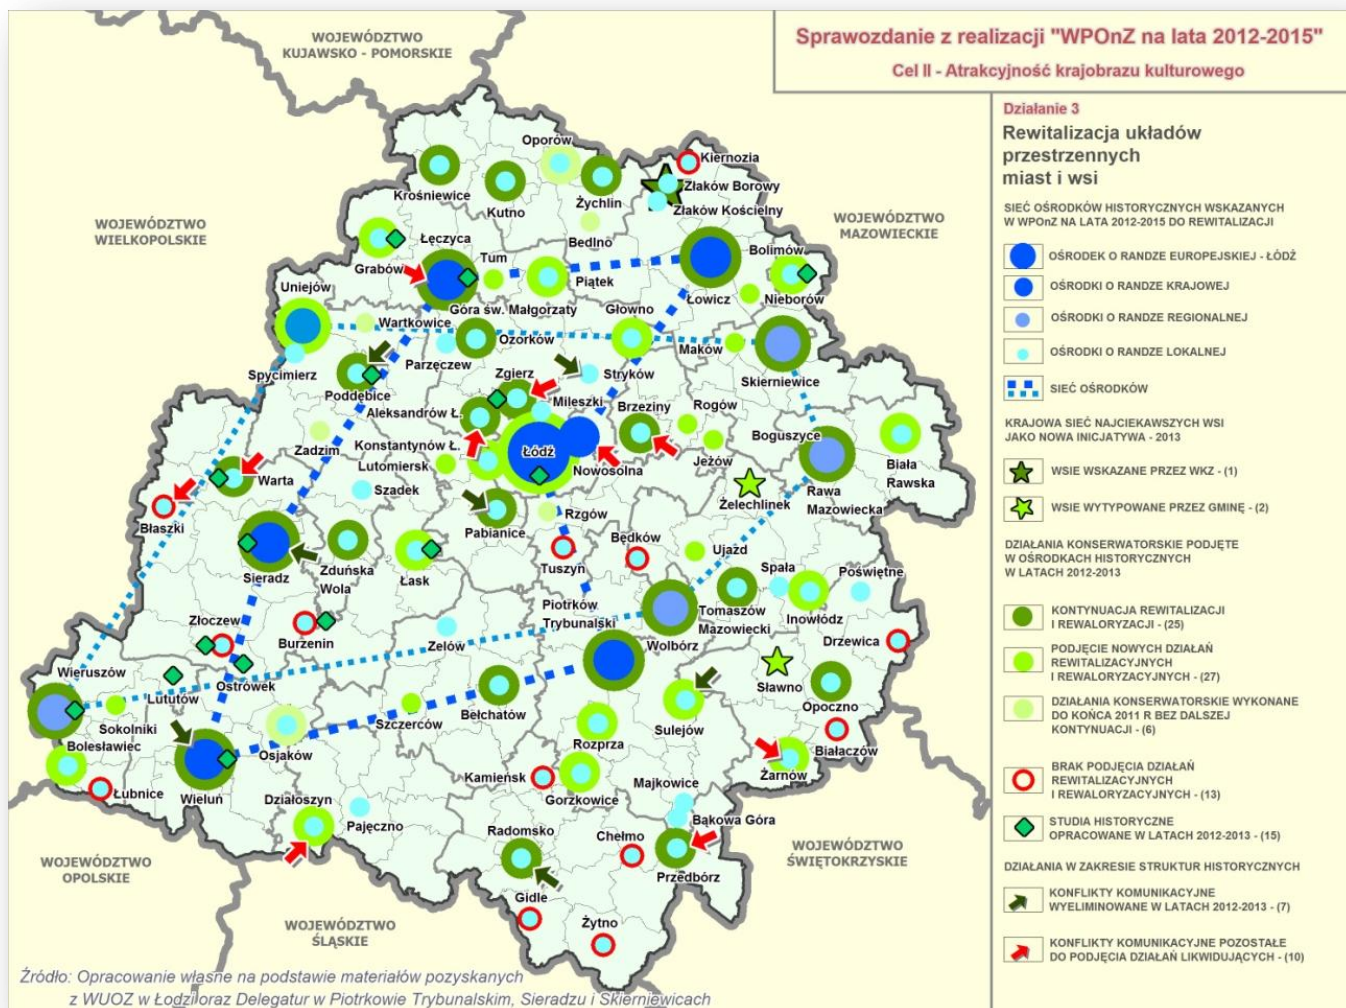 Sprawozdanie z realizacji "WPOnZ na lata 2012-2015"
Cel II - Atrakcyjność krajobrazu kulturowego
Działanie 3
Rewitalizacja układów
przestrzennych
miast i wsi
SIEĆ OŚRODKÓW HISTORYCZNYCH WSKAZANYCH
W WPOnZ NA LATA 2012-2015 DO REWITALIZACJI
OŚRODEK O RANDZE EUROPEJSKIEJ - ŁÓDŹ
OŚRODKI O RANDZE KRAJOWEJ
OŚRODKI O RANDZE REGIONALNEJ
OŚRODKI O RANDZE LOKALNEJ
SIEĆ OŚRODKÓW
KRAJOWA SIEĆ NAJCIEKAWSZYCH WSI
JAKO NOWA INICJATYWA - 2013
WSIE WSKAZANE PRZEZ WKZ - (1)
WSIE WYTYPOWANE PRZEZ GMINĘ - (2)
DZIAŁANIA KONSERWATORSKIE PODJĘTE
W OŚRODKACH HISTORYCZNYCH
W LATACH 2012-2013
KONTYNUACJA REWITALIZACJI
I REWALORYZACJI - (25)
PODJĘCIE NOWYCH DZIAŁAŃ
REWITALIZACYJNYCH
I REWALORYZACYJNYCH - (27)
DZIAŁANIA KONSERWATORSKIE WYKONANE
DO KOŃCA 2011 R BEZ DALSZEJ
KONTYNUACJI - (6)
BRAK PODJĘCIA DZIAŁAŃ
REWITALIZACYJNYCH
I REWALORYZACYJNYCH - (13)
STUDIA HISTORYCZNE
OPRACOWANE W LATACH 2012-2013 - (15)
DZIAŁANIA W ZAKRESIE STRUKTUR HISTORYCZNYCH
KONFLIKTY KOMUNIKACYJNE
WYELIMINOWANE W LATACH 2012-2013 - (7)
KONFLIKTY KOMUNIKACYJNE POZOSTAŁE
DO PODJĘCIA DZIAŁAŃ LIKWIDUJĄCYCH - (10)
WOJEWÓDZTWO
KUJAWSKO - POMORSKIE
WOJEWÓDZTWO
WIELKOPOLSKIE
WOJEWÓDZTWO
MAZOWIECKIE
Oporów
Kiernozia
Krośniewice
Kutno
Żychlin
Złaków Borowy
Złaków Kościelny
Bedlno
Łęczyca
Tum
Bolimów
Grabów
Piątek
Uniejów
Łowicz
Nieborów
Góra św. Małgorzaty
Głowno
Wartkowice
Ozorków
Parzęczew
Maków
Spycimierz
Skierniewice
Zgierz
Stryków
Poddębice
Aleksandrów Ł.
Mileszki
Brzeziny
Rogów
Konstantynów Ł.
Boguszyce
Zadzim
Łódź
Lutomiersk
Nowosolna
Jeżów
Biała
Rawska
Warta
Szadek
Rawa
Mazowiecka
Żelechlinek
Błaszki
Pabianice
Rzgów
Będków
Ujazd
Sieradz
Zduńska
Wola
Łask
Tuszyn
Spała
Poświętne
Piotrków
Trybunalski
Tomaszów
Mazowiecki
Inowłódz
Złoczew
Burzenin
Zelów
Wolbórz
Drzewica
Wieruszów
Ostrówek
Lututów
Sławno
Sokolniki
Szczerców
Bełchatów
Opoczno
Bolesławiec
Osjaków
Rozprza
Sulejów
Białaczów
Łubnice
Wieluń
Kamieńsk
Gorzkowice
Żarnów
Majkowice
Działoszyn
Pajęczno
Bąkowa Góra
Radomsko
Chełmo
Przedbórz
Gidle
Żytno
WOJEWÓDZTWO
OPOLSKIE
WOJEWÓDZTWO
ŚLĄSKIE
WOJEWÓDZTWO
ŚWIĘTOKRZYSKIE
Źródło: Opracowanie własne na podstawie materiałów pozyskanych
z WUOZ w Łodzi oraz Delegatur w Piotrkowie Trybunalskim, Sieradzu i Skierniewicach